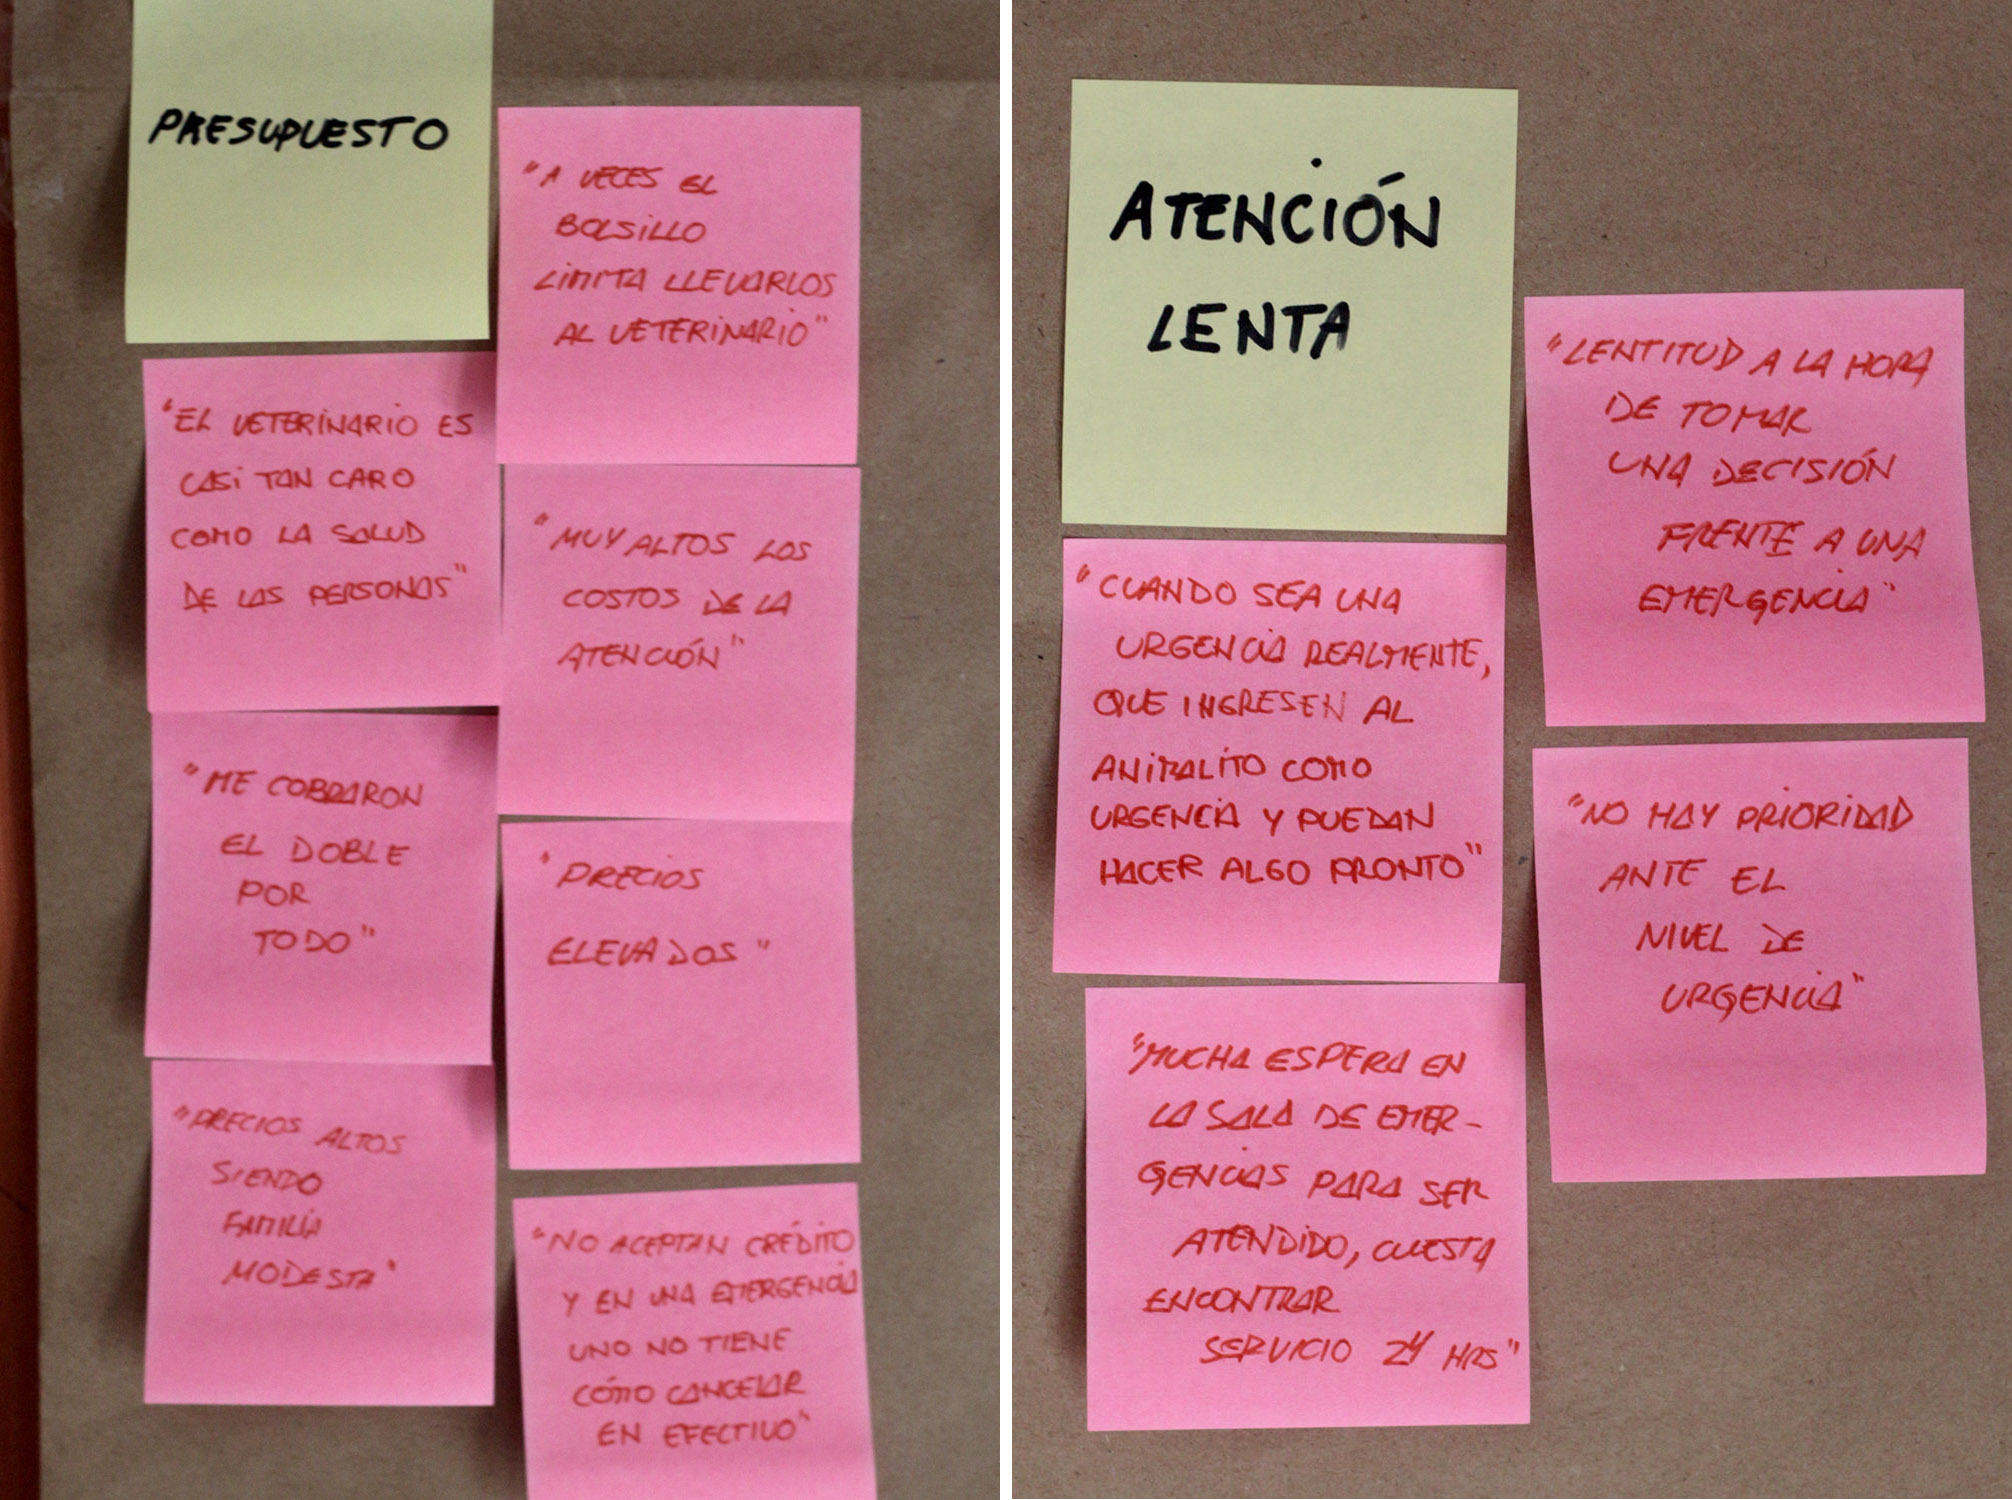 PRESUPUESTO
"EL VETERINARIO ES
CASI TAN CARO
COMO LA SALUD
DE LAS PERSONAS"
"ME COBRARON
EL DOBLE
POR
TODO"
"PRECIOS ALTOS
SIENDO
FAMILIA
MODESTA"
"A VECES EL
BOLSILLO
LIMITA LLEVARLOS
AL VETERINARIO"
"MUY ALTOS LOS
COSTOS DE LA
ATENCIÓN"
"PRECIOS
ELEVADOS"
"NO ACEPTAN CRÉDITO
Y EN UNA EMERGENCIA
UNO NO TIENE
CÓMO CANCELAR
EN EFECTIVO"
ATENCIÓN
LENTA
"CUANDO SEA UNA
URGENCIA REALMENTE,
QUE INGRESEN AL
ANIMALITO COMO
URGENCIA Y PUEDAN
HACER ALGO PRONTO"
"MUCHA ESPERA EN
LA SALA DE EMER-
GENCIAS PARA SER
ATENDIDO, CUESTA
ENCONTRAR
SERVICIO 24 HRS"
"LENTITUD A LA HORA
DE TOMAR
UNA DECISIÓN
FRENTE A UNA
EMERGENCIA"
"NO HAY PRIORIDAD
ANTE EL
NIVEL DE
URGENCIA"